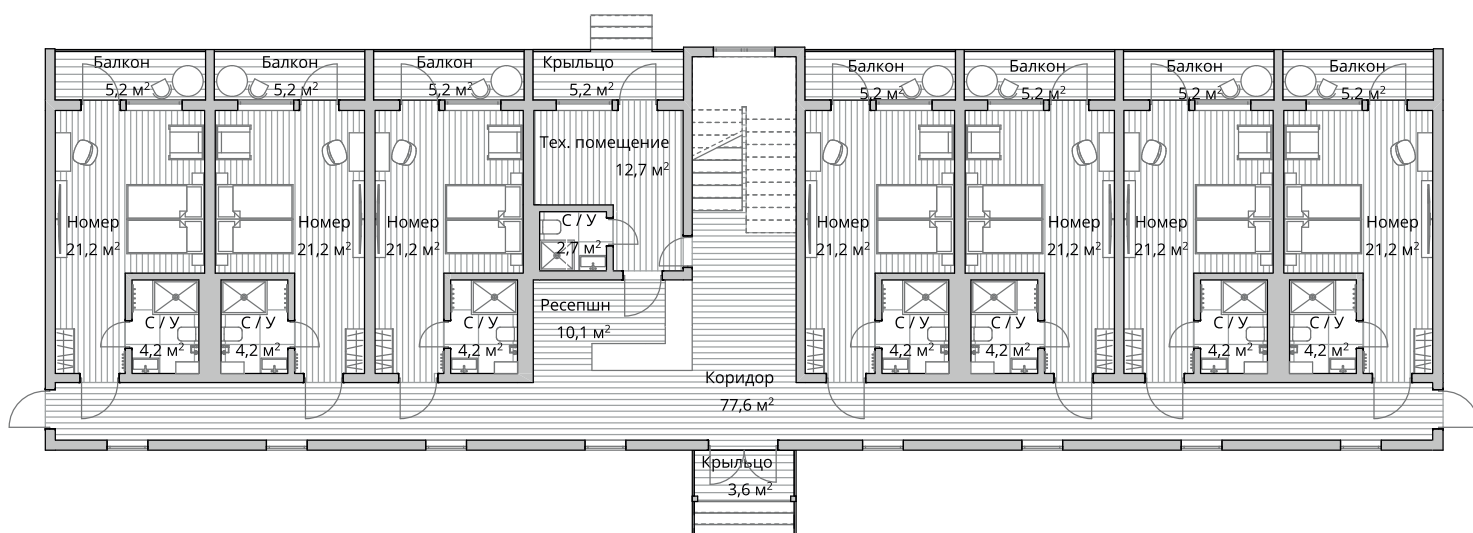 Балкон
5,2 м²
Балкон
5,2 м²
Балкон
5,2 м²
Крыльцо
5,2 м²
Балкон
5,2 м²
Балкон
5,2 м²
Балкон
5,2 м²
Балкон
5,2 м²
Тех. помещение
12,7 м²
Номер
21,2 м²
Номер
21,2 м²
Номер
21,2 м²
С / У
2,7 м²
Номер
21,2 м²
Номер
21,2 м²
Номер
21,2 м²
Номер
21,2 м²
Ресепшн
10,1 м²
С / У
4,2 м²
С / У
4,2 м²
С / У
4,2 м²
С / У
4,2 м²
С / У
4,2 м²
С / У
4,2 м²
С / У
4,2 м²
Коридор
77,6 м²
Крыльцо
3,6 м²